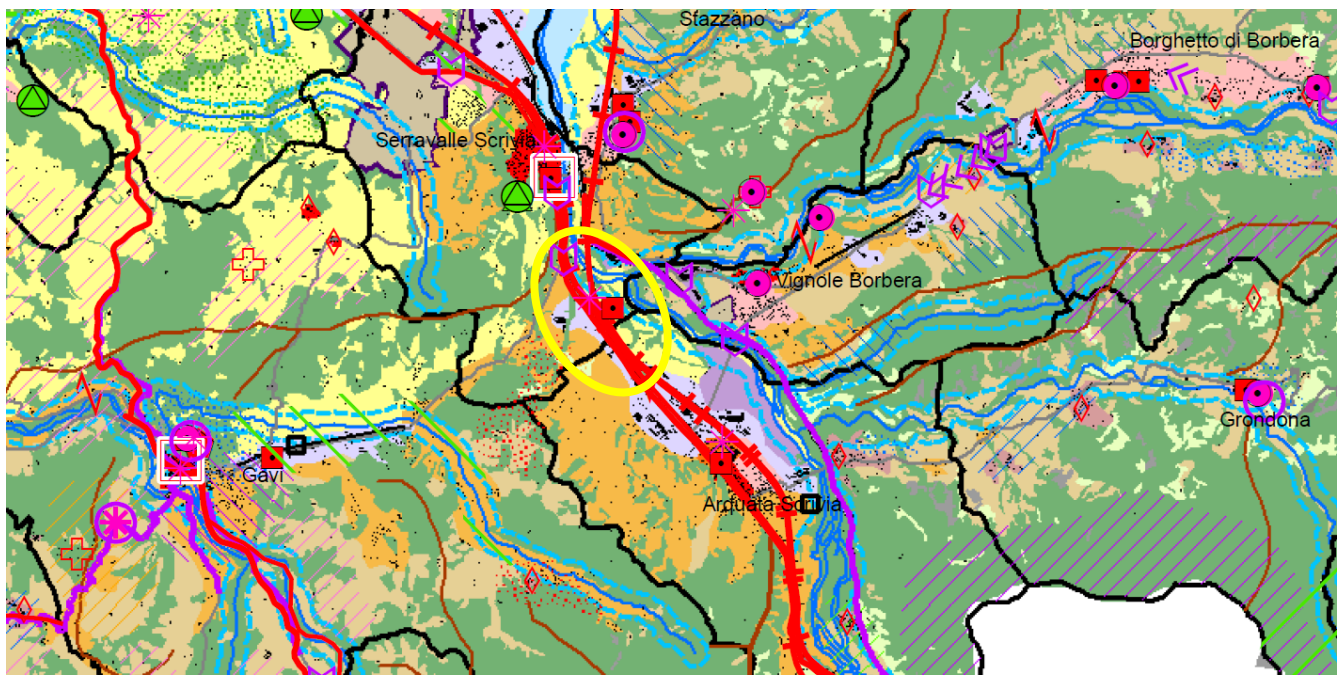 Sfazzano
Borghetto di Borbera
Serravalle Scrivia
Vignole Borbera
Grondona
Gavi
Arquata Scrivia